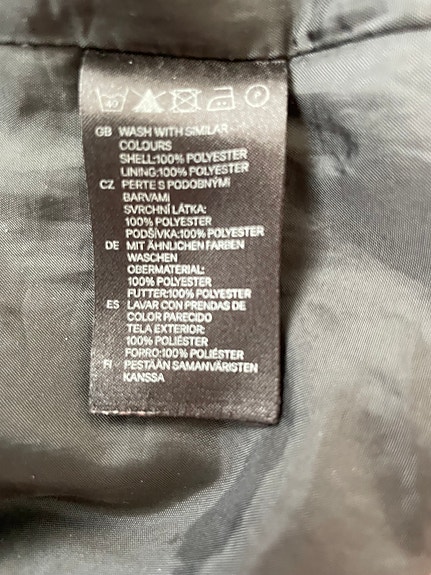 40
GB WASH WITH SIMILAR
COLOURS
SHELL:100% POLYESTER
LINING:100% POLYESTER
CZ PERTE S PODOBNÝMI
BARVAMI
SVRCHNÍ LÁTKA:
100% POLYESTER
PODŠÍVKA:100% POLYESTER
DE MIT ÄHNLICHEN FARBEN
WASCHEN
OBERMATERIAL:
100% POLYESTER
FUTTER:100% POLYESTER
ES LAVAR CON PRENDAS DE
COLOR PARECIDO
TELA EXTERIOR:
100% POLIÉSTER
FORRO:100% POLIÉSTER
FI PESTÄÄN SAMANVÄRISTEN
KANSSA